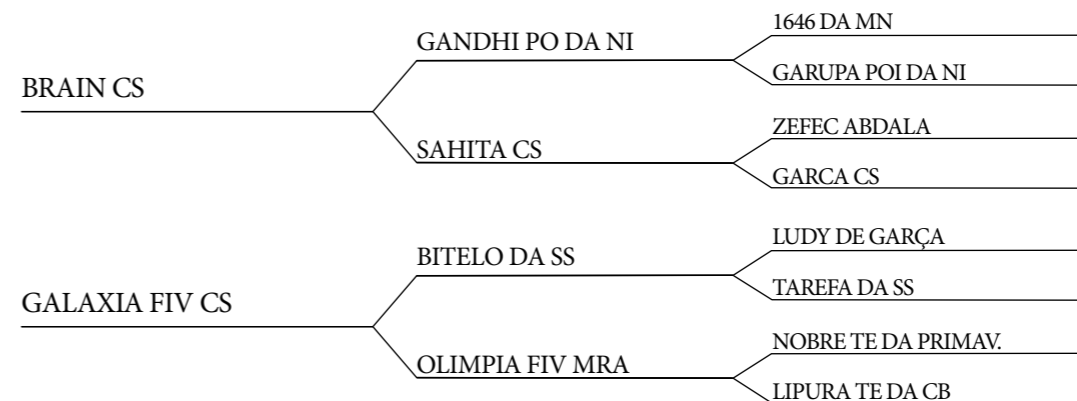 BRAIN CS
GANDHI PO DA NI
1646 DA MN
GARUPA POI DA NI
SAHITA CS
ZEFEC ABDALA
GARCA CS
GALAXIA FIV CS
BITELO DA SS
LUDY DE GARÇA
TAREFA DA SS
OLIMPIA FIV MRA
NOBRE TE DA PRIMAV.
LIPURA TE DA CB